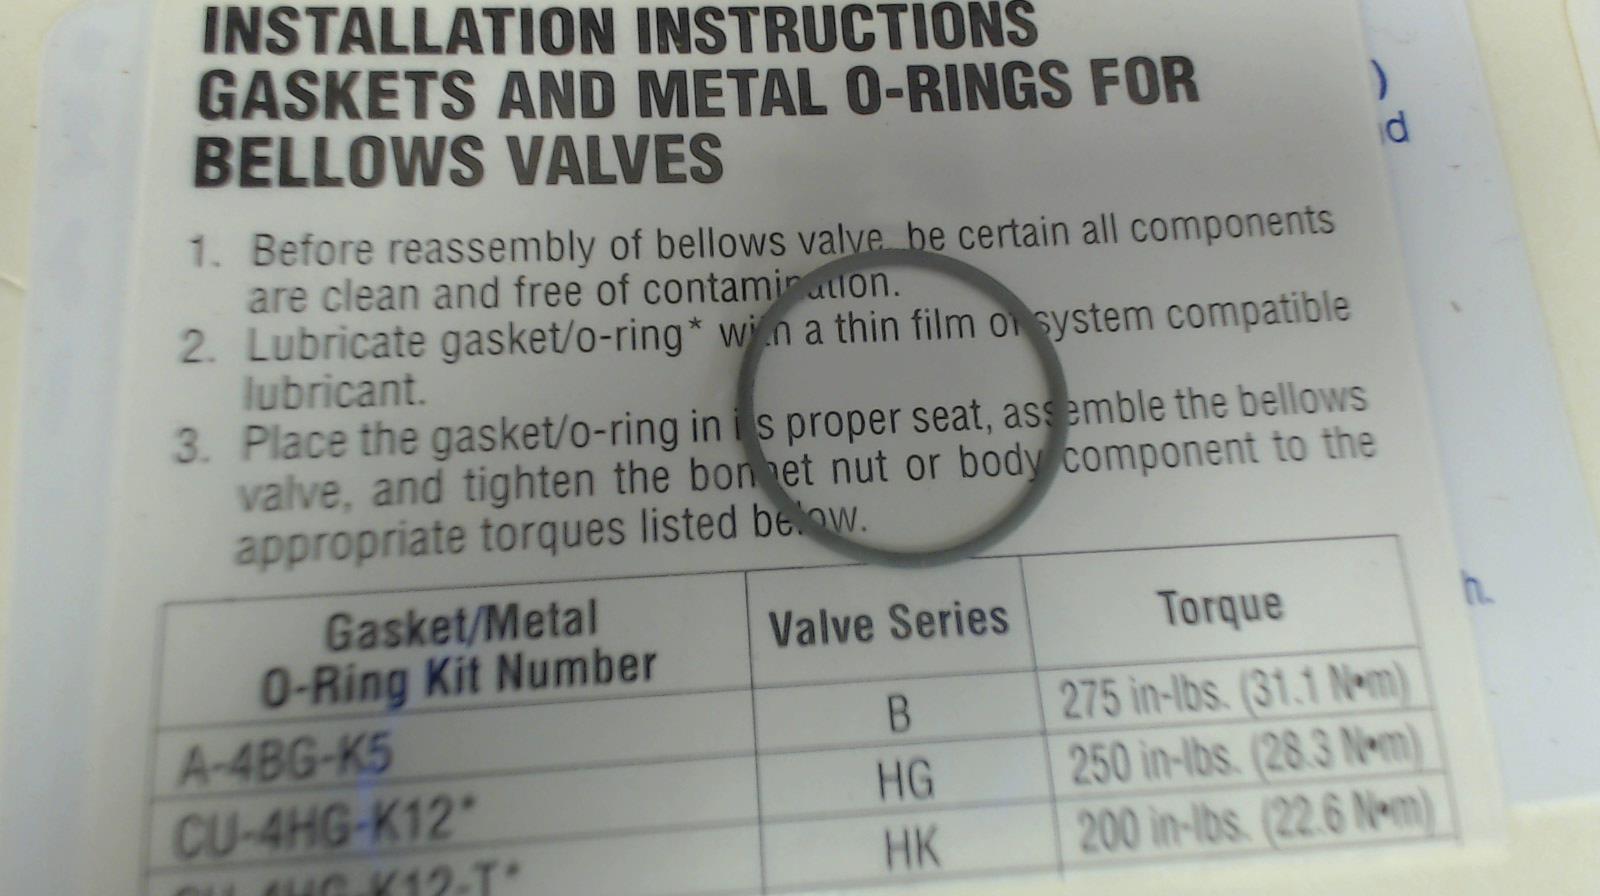 INSTALLATION INSTRUCTIONS
GASKETS AND METAL O-RINGS FOR
BELLOWS VALVES
1. Before reassembly of bellows valve, be certain all components
are clean and free of contamination.
2. Lubricate gasket/o-ring* with a thin film of system compatible
lubricant.
3. Place the gasket/o-ring in its proper seat, assemble the bellows
valve, and tighten the bonnet nut or body component to the
appropriate torques listed below.
Gasket/Metal
O-Ring Kit Number
Valve Series
Torque
A-4BG-K5
B
275 in-lbs. (31.1 N•m)
CU-4HG-K12*
HG
250 in-lbs. (28.3 N•m)
CU-4HG-K12-T*
HK
200 in-lbs. (22.6 N•m)